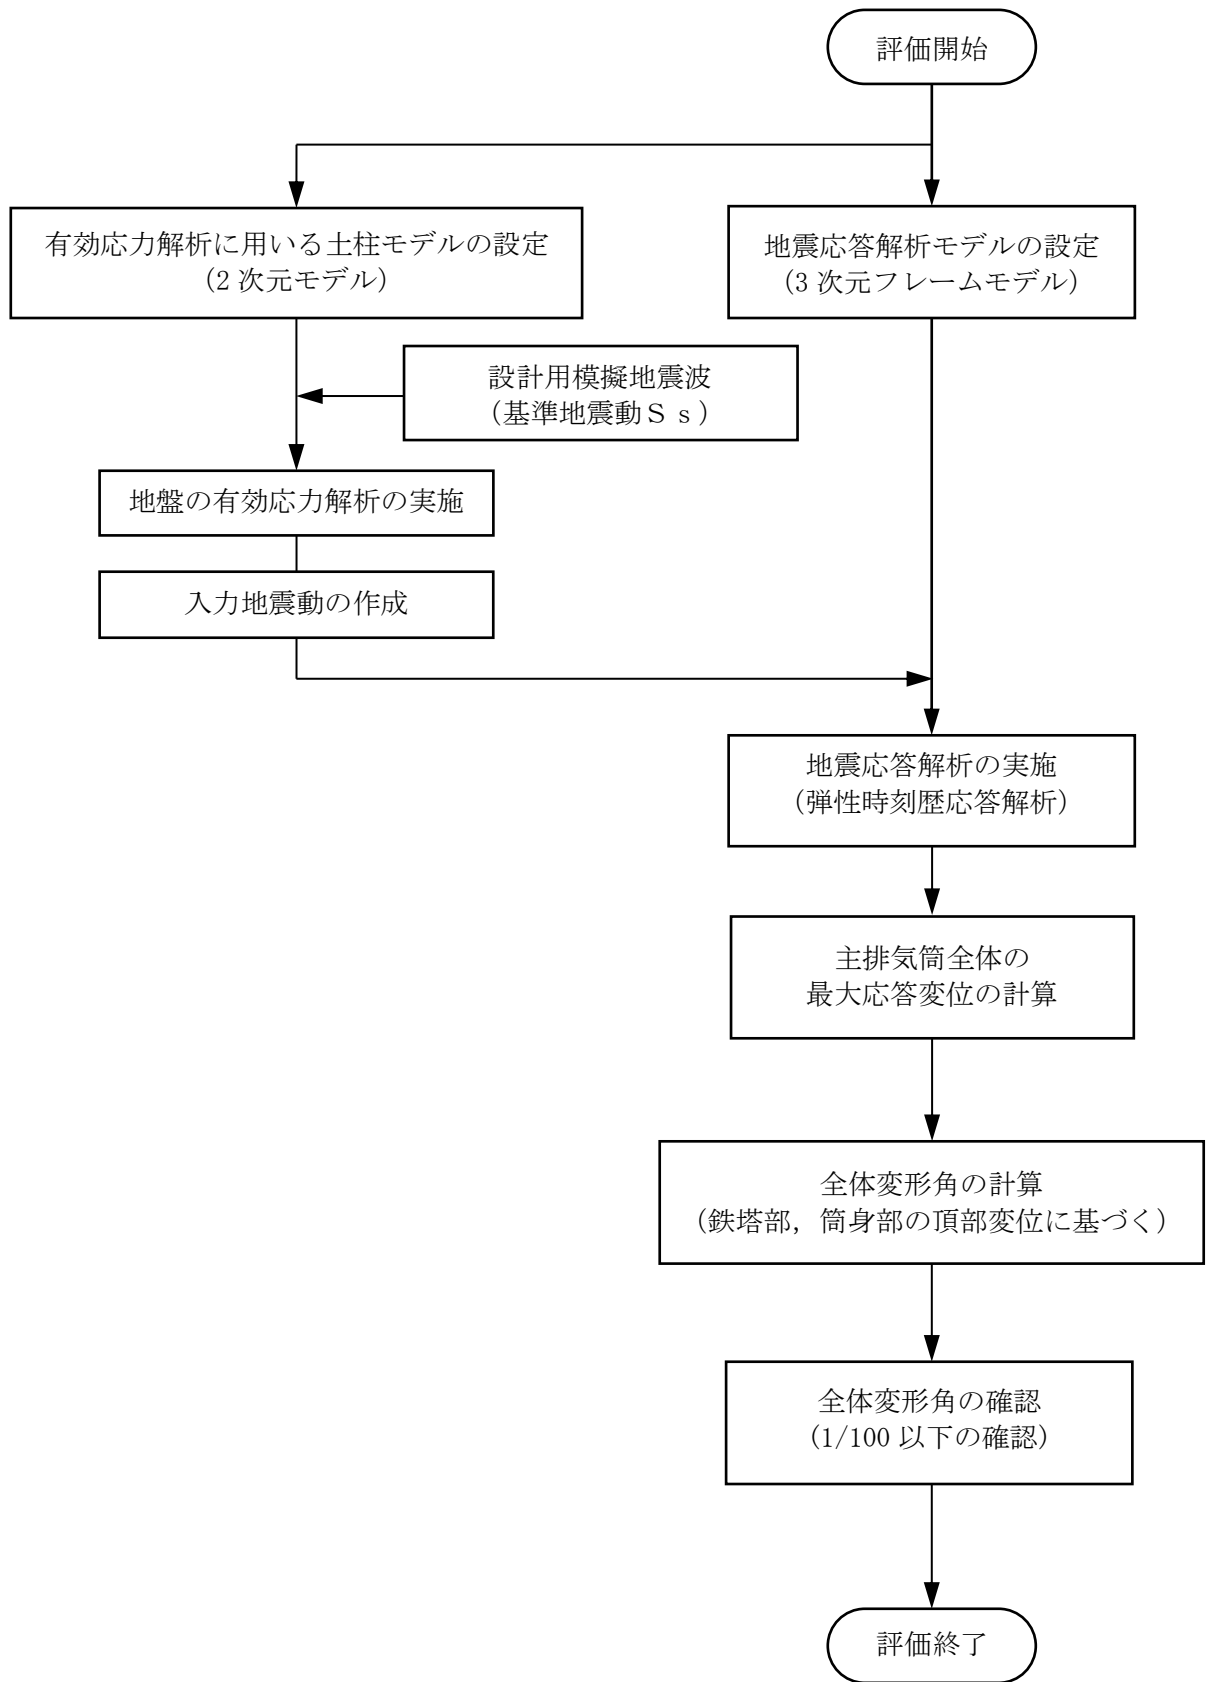 評価開始
有効応力解析に用いる土柱モデルの設定
（2 次元モデル）
地震応答解析モデルの設定
（3 次元フレームモデル）
設計用模擬地震波
（基準地震動Ｓｓ）
地盤の有効応力解析の実施
入力地震動の作成
地震応答解析の実施
（弾性時刻歴応答解析）
主排気筒全体の
最大応答変位の計算
全体変形角の計算
（鉄塔部，筒身部の頂部変位に基づく）
全体変形角の確認
（1/100 以下の確認）
評価終了